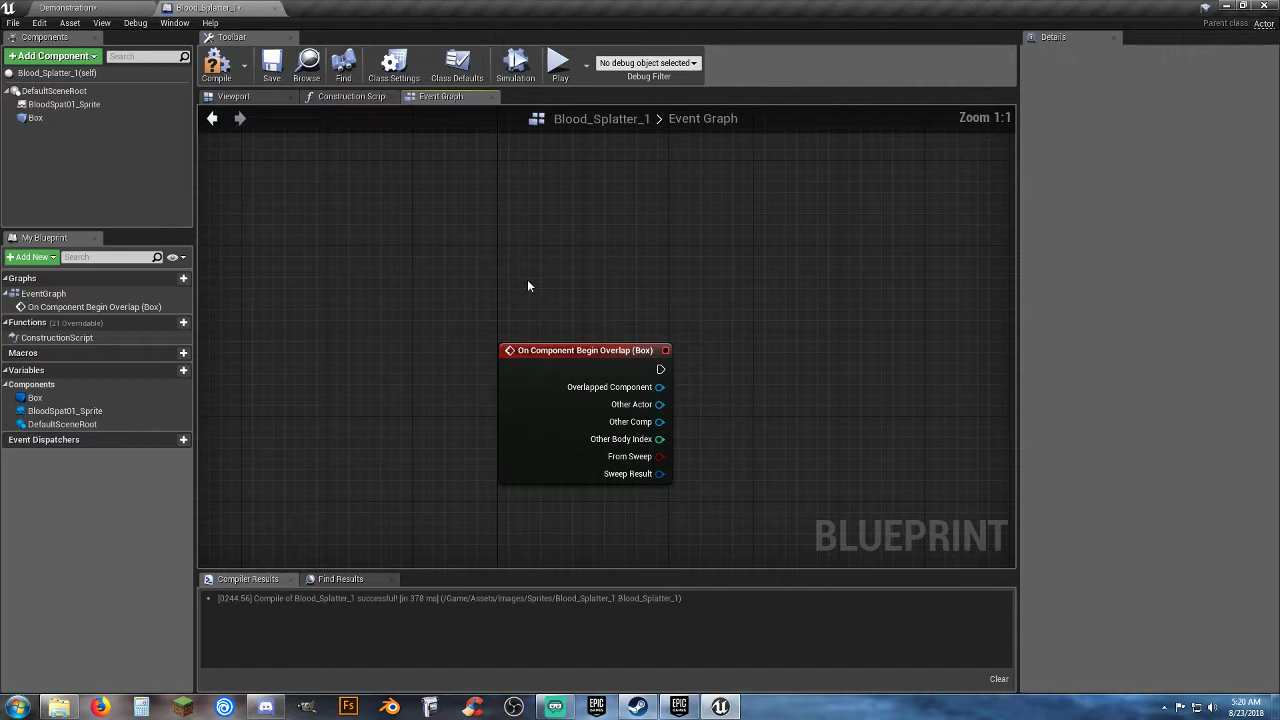 Demonstration*
Blood_Splatter_1*
File Edit Asset View Debug Window Help
Parent class: Actor
Components
Toolbar
Details
+ Add Component
Search
Blood_Splatter_1(self)
DefaultSceneRoot
BloodSpat01_Sprite
Box
Compile
Save
Browse
Find
Class Settings
Class Defaults
Simulation
Play
No debug object selected
Debug Filter
Viewport
Construction Scrip
Event Graph
Blood_Splatter_1 > Event Graph
Zoom 1:1
My Blueprint
+ Add New
Search
Graphs
EventGraph
On Component Begin Overlap (Box)
Functions (21 Overridable)
ConstructionScript
Macros
Variables
Components
Box
BloodSpat01_Sprite
DefaultSceneRoot
Event Dispatchers
On Component Begin Overlap (Box)
Overlapped Component
Other Actor
Other Comp
Other Body Index
From Sweep
Sweep Result
BLUEPRINT
Compiler Results
Find Results
[0244.56] Compile of Blood_Splatter_1 successful! [in 378 ms] (/Game/Assets/Images/Sprites/Blood_Splatter_1.Blood_Splatter_1)
Clear
Fs
EPIC GAMES
EPIC GAMES
5:20 AM
8/23/2018